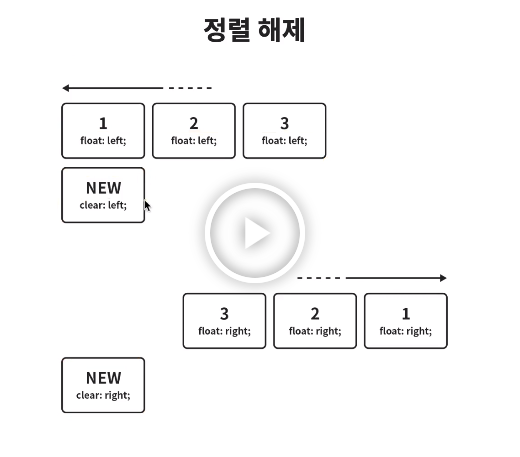 정렬 해제
1 2 3
float: left; float: left; float: left;
NEW
clear: left;
3 2 1
float: right; float: right; float: right;
NEW
clear: right;